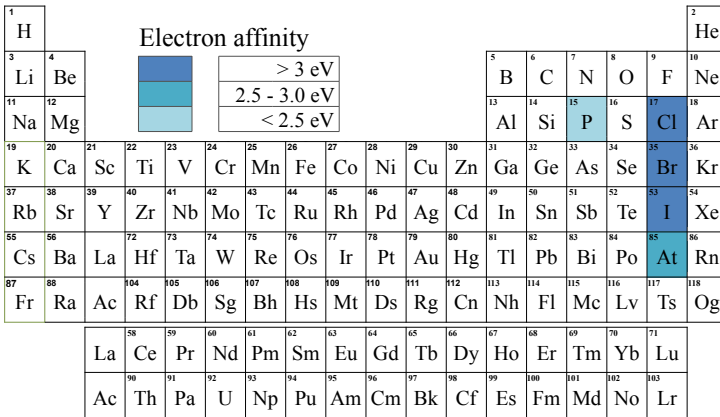 1 2
H He
Electron affinity
3 4 5 6 7 8 9 10
Li Be B C N O F Ne
> 3 eV
2.5 - 3.0 eV
< 2.5 eV
11 12 13 14 15 16 17 18
Na Mg Al Si P S Cl Ar
19 20 21 22 23 24 25 26 27 28 29 30 31 32 33 34 35 36
K Ca Sc Ti V Cr Mn Fe Co Ni Cu Zn Ga Ge As Se Br Kr
37 38 39 40 41 42 43 44 45 46 47 48 49 50 51 52 53 54
Rb Sr Y Zr Nb Mo Tc Ru Rh Pd Ag Cd In Sn Sb Te I Xe
55 56 72 73 74 75 76 77 78 79 80 81 82 83 84 85 86
Cs Ba La Hf Ta W Re Os Ir Pt Au Hg Tl Pb Bi Po At Rn
87 88 104 105 106 107 108 109 110 111 112 113 114 115 116 117 118
Fr Ra Ac Rf Db Sg Bh Hs Mt Ds Rg Cn Nh Fl Mc Lv Ts Og
58 59 60 61 62 63 64 65 66 67 68 69 70 71
La Ce Pr Nd Pm Sm Eu Gd Tb Dy Ho Er Tm Yb Lu
90 91 92 93 94 95 96 97 98 99 100 101 102 103
Ac Th Pa U Np Pu Am Cm Bk Cf Es Fm Md No Lr